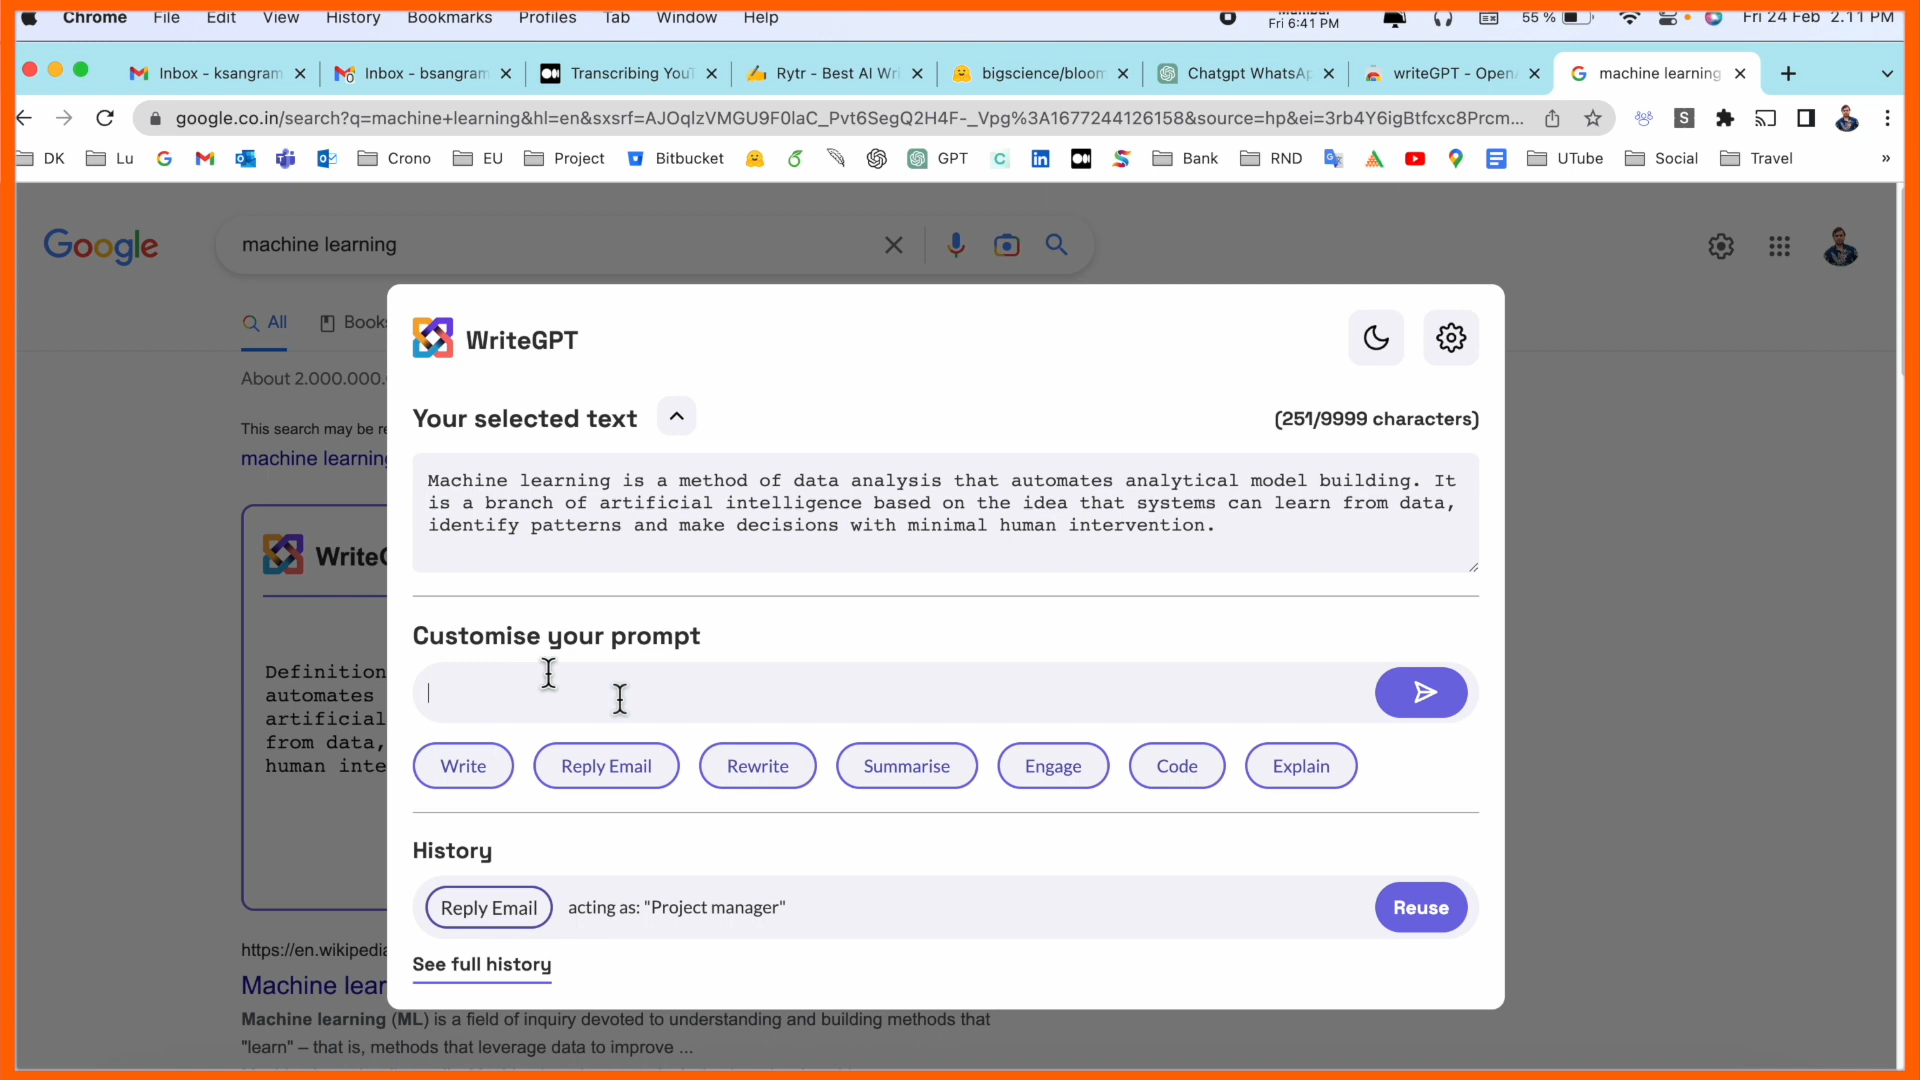 Chrome File Edit View History Bookmarks Profiles Tab Window Help
Fri 6:41 PM 55 % Fri 24 Feb 2.11 PM
Inbox - ksangram Inbox - bsangram Transcribing YouT Rytr - Best AI Wri bigscience/bloom Chatgpt WhatsAp writeGPT - OpenA machine learning
google.co.in/search?q=machine+learning&hl=en&sxsrf=AJOqlzVMGU9F0laC_Pvt6SegQ2H4F-_Vpg%3A1677244126158&source=hp&ei=3rb4Y6igBtfcxc8Prcm...
DK Lu Crono EU Project Bitbucket GPT Bank RND UTube Social Travel »
Google machine learning
All Books
About 2.000.000.
This search may be re
machine learning
WriteGPT
Your selected text (251/9999 characters)
Machine learning is a method of data analysis that automates analytical model building. It
is a branch of artificial intelligence based on the idea that systems can learn from data,
identify patterns and make decisions with minimal human intervention.
Customise your prompt
Write Reply Email Rewrite Summarise Engage Code Explain
History
Reply Email acting as: "Project manager" Reuse
See full history
WriteG
Definition
automates
artificial
from data,
human inte
https://en.wikipedia
Machine lear
Machine learning (ML) is a field of inquiry devoted to understanding and building methods that
"learn" – that is, methods that leverage data to improve ...